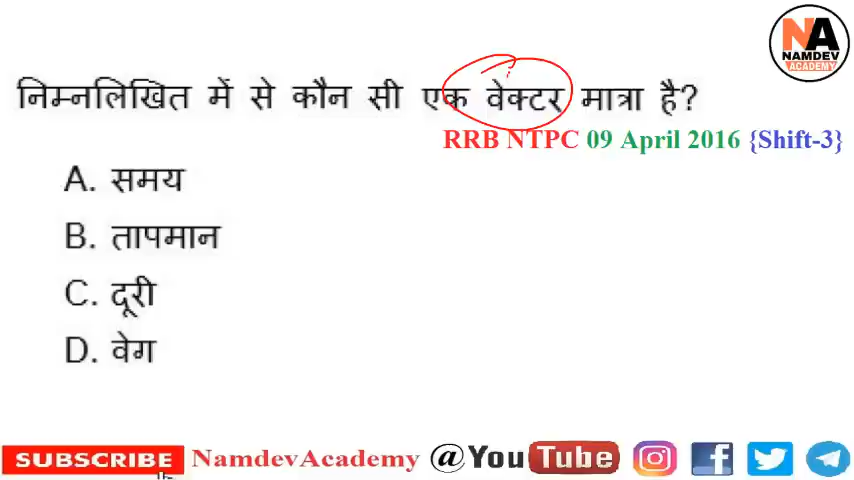 NA
NAMDEV
ACADEMY
निम्नलिखित में से कौन सी एक वेक्टर मात्रा है?
RRB NTPC 09 April 2016 {Shift-3}
A. समय
B. तापमान
C. दूरी
D. वेग
SUBSCRIBE NamdevAcademy @YouTube